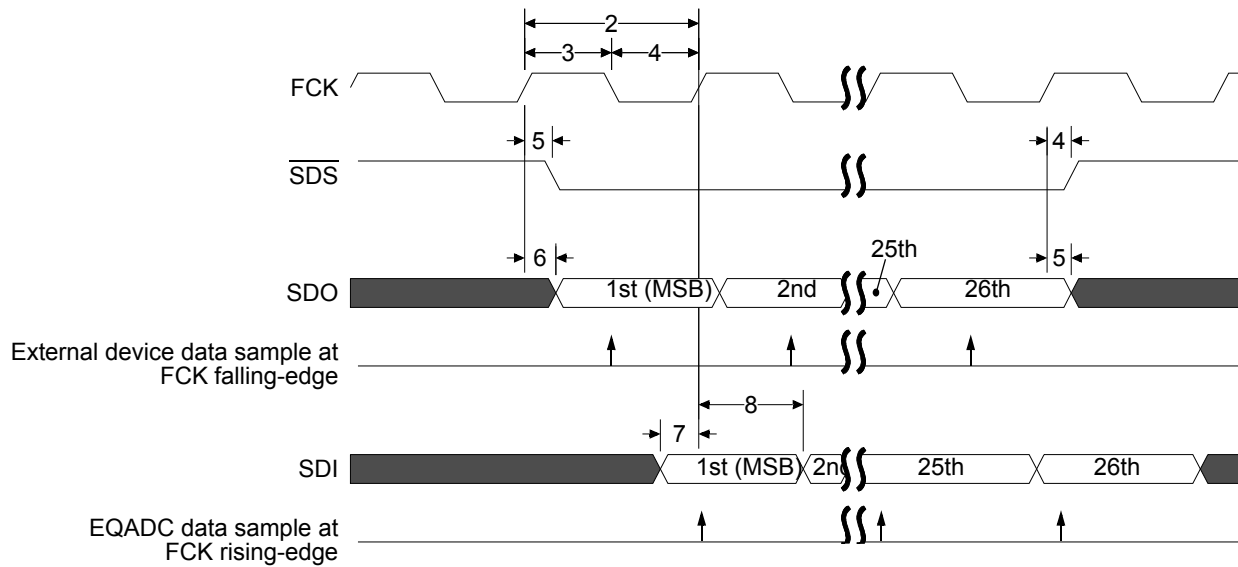 2
3
4
FCK
5
4
SDS
25th
6
5
SDO
1st (MSB)
2nd
26th
External device data sample at
FCK falling-edge
8
7
SDI
1st (MSB)
2nd
25th
26th
EQADC data sample at
FCK rising-edge